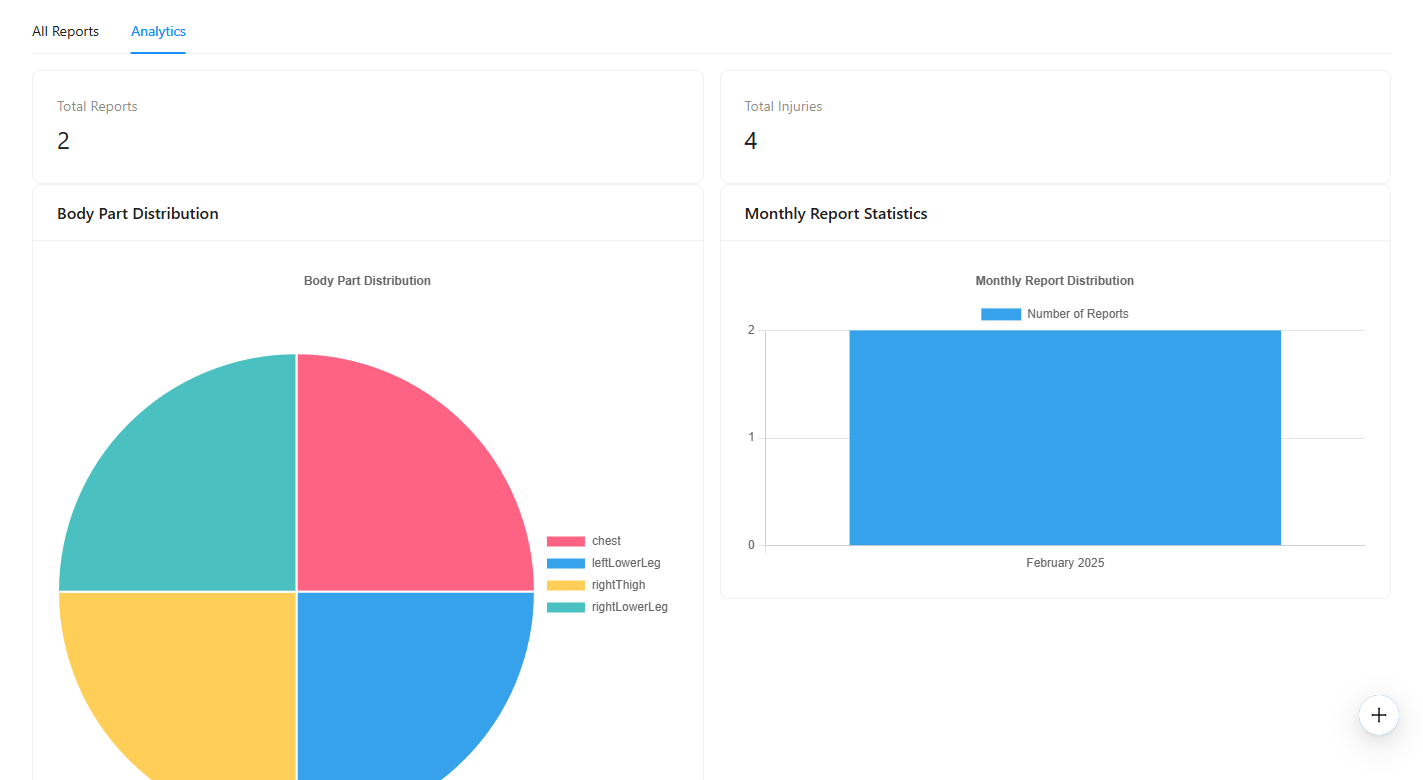 All Reports Analytics
Total Reports
2
Total Injuries
4
Body Part Distribution
Body Part Distribution
chest
leftLowerLeg
rightThigh
rightLowerLeg
Monthly Report Statistics
Monthly Report Distribution
Number of Reports
2
1
0
February 2025